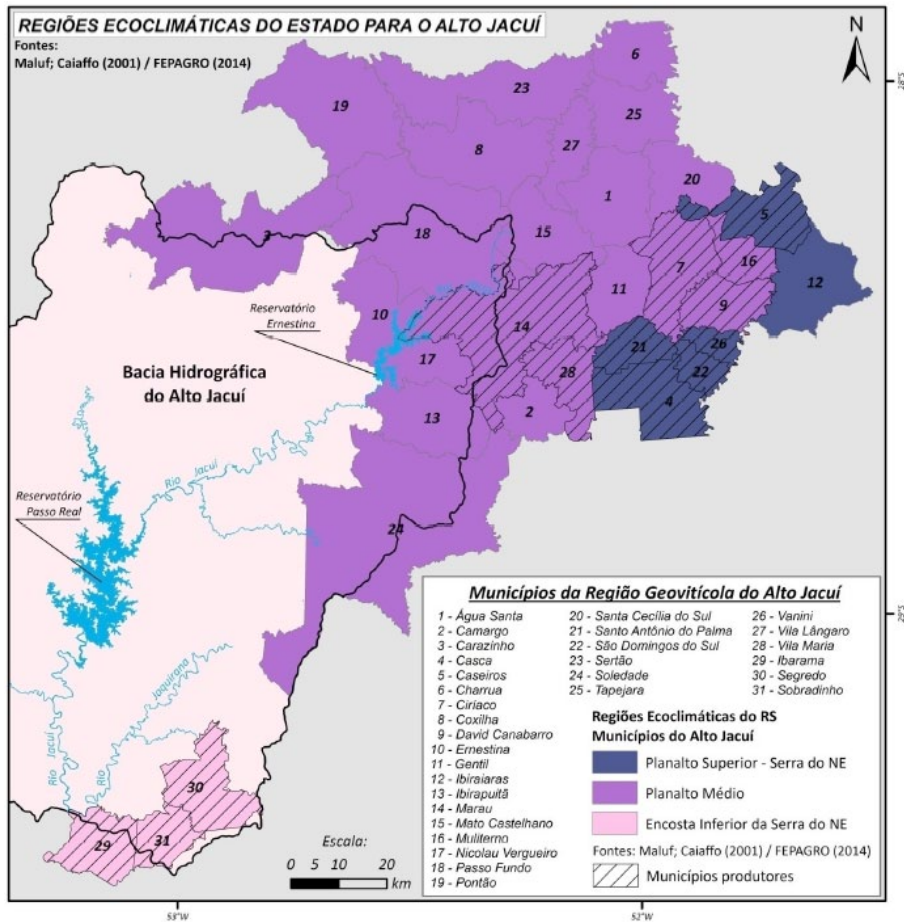 REGIÕES ECOCLIMÁTICAS DO ESTADO PARA O ALTO JACUÍ
Fontes:
Maluf; Caiaffo (2001) / FEPAGRO (2014)
N
6
23
19
25
8
27
20
1
5
18
15
3
7
16
12
11
9
10
14
Reservatório
Ernestina
21
26
17
28
22
Bacia Hidrográfica
do Alto Jacuí
4
13
2
Rio Jacuí
Reservatório
Passo Real
24
Jaquirana
Rio Jacuí
Rio
30
29
31
Escala:
0 5 10 20
km
Municípios da Região Geovitícola do Alto Jacuí
1 - Água Santa
2 - Camargo
3 - Carazinho
4 - Casca
5 - Caseiros
6 - Charrua
7 - Ciríaco
8 - Coxilha
9 - David Canabarro
10 - Ernestina
11 - Gentil
12 - Ibiraiaras
13 - Ibirapuitã
14 - Marau
15 - Mato Castelhano
16 - Muliterno
17 - Nicolau Vergueiro
18 - Passo Fundo
19 - Pontão
20 - Santa Cecília do Sul
21 - Santo Antônio do Palma
22 - São Domingos do Sul
23 - Sertão
24 - Soledade
25 - Tapejara
26 - Vanini
27 - Vila Lângaro
28 - Vila Maria
29 - Ibarama
30 - Segredo
31 - Sobradinho
Regiões Ecoclimáticas do RS
Municípios do Alto Jacuí
Planalto Superior - Serra do NE
Planalto Médio
Encosta Inferior da Serra do NE
Fontes: Maluf; Caiaffo (2001) / FEPAGRO (2014)
Municípios produtores
53°W
52°W